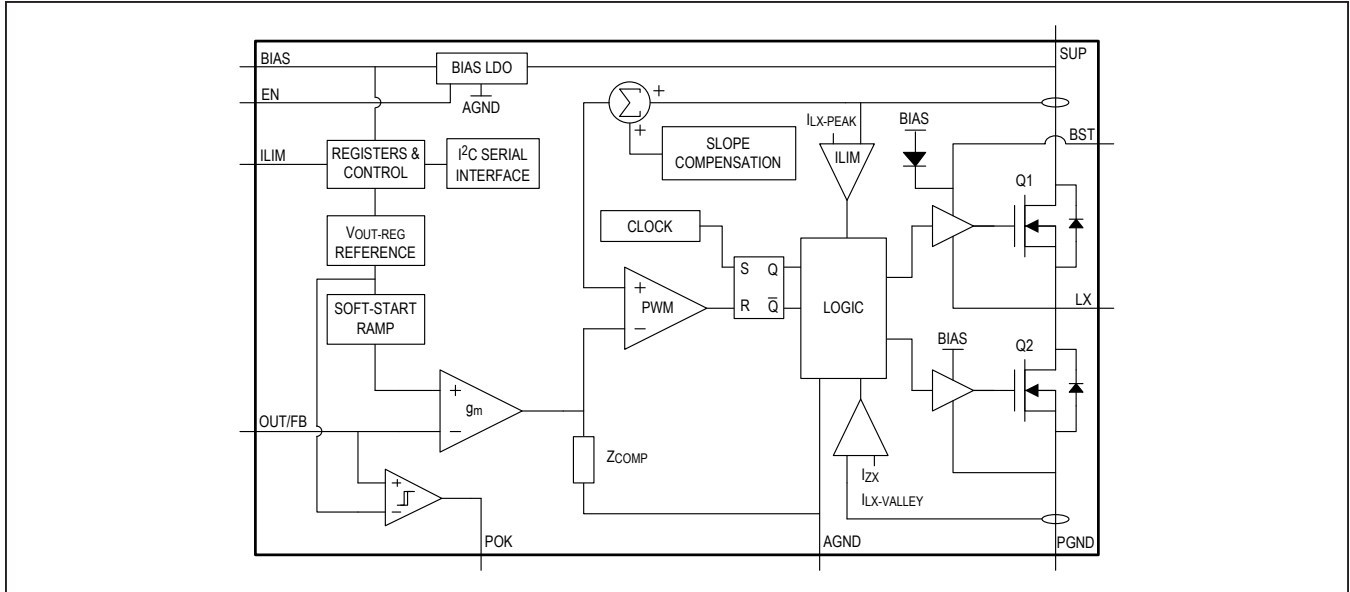 SUP
BIAS
BIAS LDO
EN
AGND
Σ
+
+
ILX-PEAK
BIAS
BST
ILIM
REGISTERS &
CONTROL
I2C SERIAL
INTERFACE
SLOPE
COMPENSATION
ILIM
Q1
VOUT-REG
REFERENCE
CLOCK
S Q
R Q̅
LOGIC
LX
SOFT-START
RAMP
+
PWM
−
BIAS
Q2
+
gm
−
OUT/FB
ZCOMP
IZX
ILX-VALLEY
+
−
POK
AGND
PGND